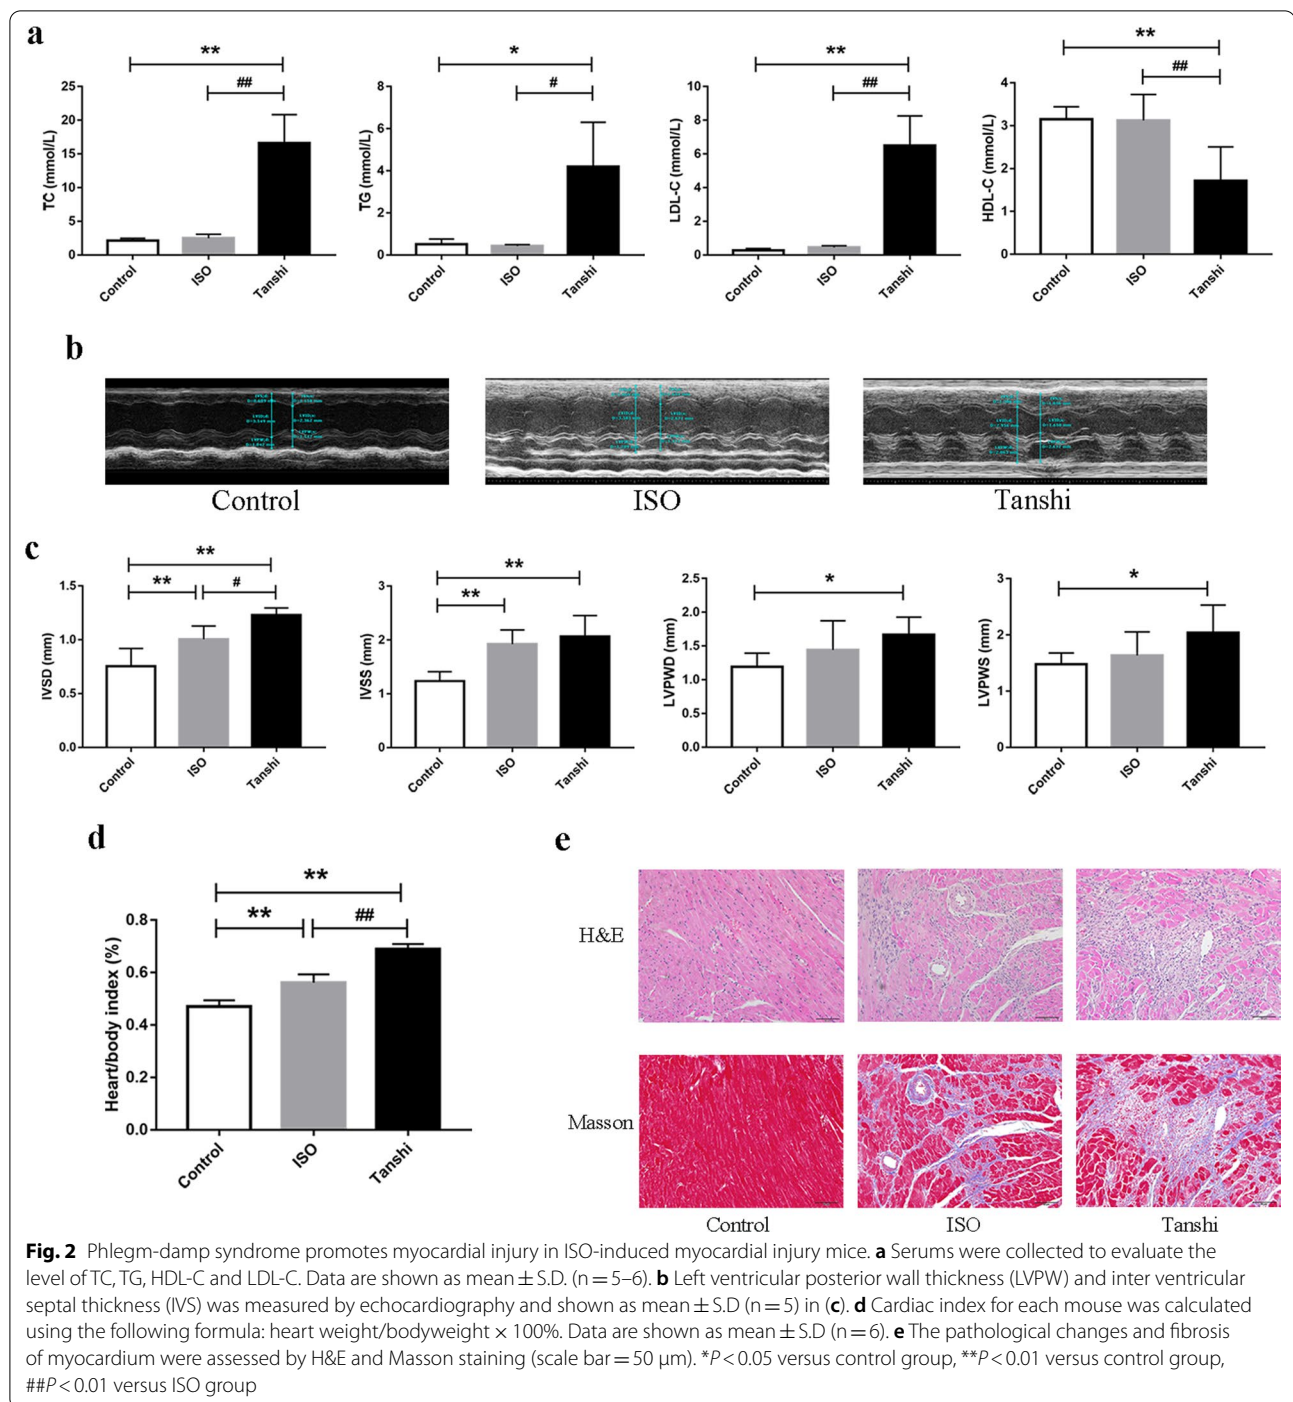 a
**
##
TC (mmol/L)
25
20
15
10
5
0
Control
ISO
Tanshi
*
#
TG (mmol/L)
8
6
4
2
0
Control
ISO
Tanshi
**
##
LDL-C (mmol/L)
10
8
6
4
2
0
Control
ISO
Tanshi
**
##
HDL-C (mmol/L)
4
3
2
1
0
Control
ISO
Tanshi
b
Control
ISO
Tanshi
c
**
**
#
IVSD (mm)
1.5
1.0
0.5
0.0
Control
ISO
Tanshi
**
**
IVSS (mm)
3
2
1
0
Control
ISO
Tanshi
*
LVPWD (mm)
2.5
2.0
1.5
1.0
0.5
0.0
Control
ISO
Tanshi
*
LVPWS (mm)
3
2
1
0
Control
ISO
Tanshi
d
**
**
##
Heart/body index (%)
0.8
0.6
0.4
0.2
0.0
Control
ISO
Tanshi
e
H&E
Masson
Control
ISO
Tanshi
Fig. 2 Phlegm-damp syndrome promotes myocardial injury in ISO-induced myocardial injury mice. a Serums were collected to evaluate the
level of TC, TG, HDL-C and LDL-C. Data are shown as mean ± S.D. (n = 5–6). b Left ventricular posterior wall thickness (LVPW) and inter ventricular
septal thickness (IVS) was measured by echocardiography and shown as mean ± S.D (n = 5) in (c). d Cardiac index for each mouse was calculated
using the following formula: heart weight/bodyweight × 100%. Data are shown as mean ± S.D (n = 6). e The pathological changes and fibrosis
of myocardium were assessed by H&E and Masson staining (scale bar = 50 μm). *P < 0.05 versus control group, **P < 0.01 versus control group,
##P < 0.01 versus ISO group